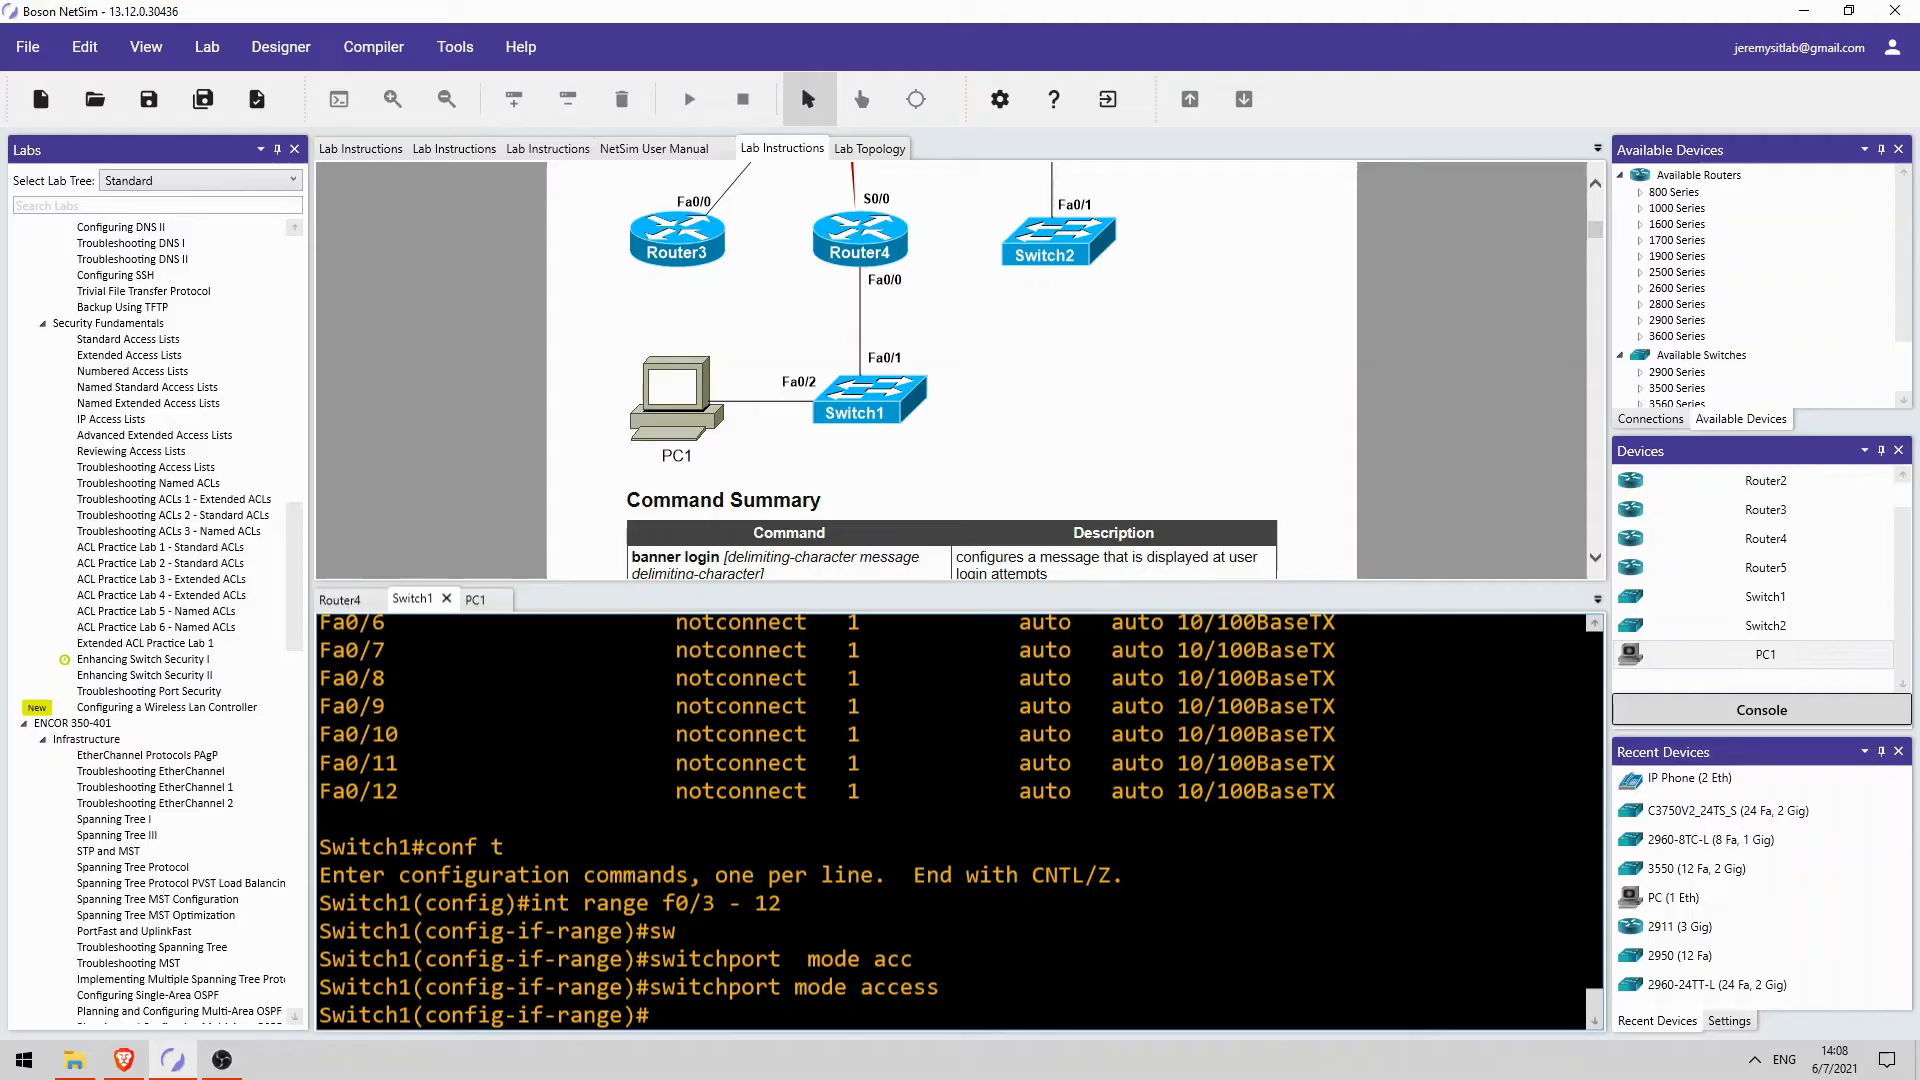 Boson NetSim - 13.12.0.30436
File Edit View Lab Designer Compiler Tools Help
jeremysitlab@gmail.com
Labs
Select Lab Tree: Standard
Search Labs
Configuring DNS II
Troubleshooting DNS I
Troubleshooting DNS II
Configuring SSH
Trivial File Transfer Protocol
Backup Using TFTP
Security Fundamentals
Standard Access Lists
Extended Access Lists
Numbered Access Lists
Named Standard Access Lists
Named Extended Access Lists
IP Access Lists
Advanced Extended Access Lists
Reviewing Access Lists
Troubleshooting Access Lists
Troubleshooting Named ACLs
Troubleshooting ACLs 1 - Extended ACLs
Troubleshooting ACLs 2 - Standard ACLs
Troubleshooting ACLs 3 - Named ACLs
ACL Practice Lab 1 - Standard ACLs
ACL Practice Lab 2 - Standard ACLs
ACL Practice Lab 3 - Extended ACLs
ACL Practice Lab 4 - Extended ACLs
ACL Practice Lab 5 - Named ACLs
ACL Practice Lab 6 - Named ACLs
Extended ACL Practice Lab 1
Enhancing Switch Security I
Enhancing Switch Security II
Troubleshooting Port Security
New Configuring a Wireless Lan Controller
ENCOR 350-401
Infrastructure
EtherChannel Protocols PAgP
Troubleshooting EtherChannel
Troubleshooting EtherChannel 1
Troubleshooting EtherChannel 2
Spanning Tree I
Spanning Tree III
STP and MST
Spanning Tree Protocol
Spanning Tree Protocol PVST Load Balancin
Spanning Tree MST Configuration
Spanning Tree MST Optimization
PortFast and UplinkFast
Troubleshooting Spanning Tree
Troubleshooting MST
Implementing Multiple Spanning Tree Proto
Configuring Single-Area OSPF
Planning and Configuring Multi-Area OSPF
Lab Instructions Lab Instructions Lab Instructions NetSim User Manual Lab Instructions Lab Topology
Fa0/0
S0/0
Fa0/1
Router3
Router4
Switch2
Fa0/0
Fa0/1
Fa0/2
Switch1
PC1
Command Summary
Command Description
banner login [delimiting-character message configures a message that is displayed at user
delimiting-character] login attempts
Router4 Switch1 PC1
Fa0/6 notconnect 1 auto auto 10/100BaseTX
Fa0/7 notconnect 1 auto auto 10/100BaseTX
Fa0/8 notconnect 1 auto auto 10/100BaseTX
Fa0/9 notconnect 1 auto auto 10/100BaseTX
Fa0/10 notconnect 1 auto auto 10/100BaseTX
Fa0/11 notconnect 1 auto auto 10/100BaseTX
Fa0/12 notconnect 1 auto auto 10/100BaseTX
Switch1#conf t
Enter configuration commands, one per line. End with CNTL/Z.
Switch1(config)#int range f0/3 - 12
Switch1(config-if-range)#sw
Switch1(config-if-range)#switchport mode acc
Switch1(config-if-range)#switchport mode access
Switch1(config-if-range)#
Available Devices
Available Routers
800 Series
1000 Series
1600 Series
1700 Series
1900 Series
2500 Series
2600 Series
2800 Series
2900 Series
3600 Series
Available Switches
2900 Series
3500 Series
3560 Series
Connections Available Devices
Devices
Router2
Router3
Router4
Router5
Switch1
Switch2
PC1
Console
Recent Devices
IP Phone (2 Eth)
C3750V2_24TS_S (24 Fa, 2 Gig)
2960-8TC-L (8 Fa, 1 Gig)
3550 (12 Fa, 2 Gig)
PC (1 Eth)
2911 (3 Gig)
2950 (12 Fa)
2960-24TT-L (24 Fa, 2 Gig)
Recent Devices Settings
ENG
14:08
6/7/2021